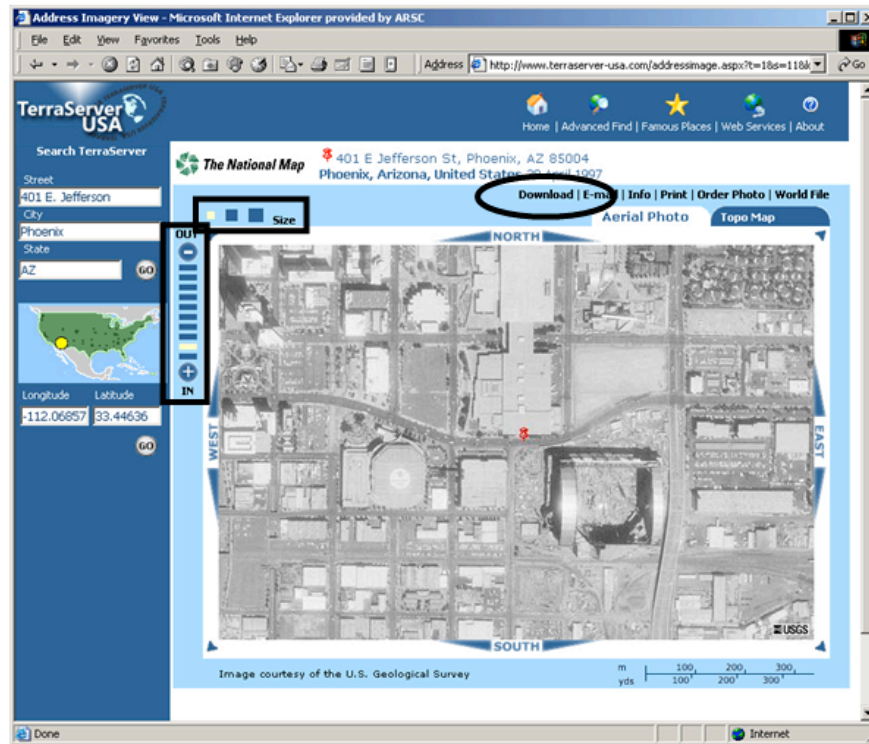 Address Imagery View - Microsoft Internet Explorer provided by ARSC
File Edit View Favorites Tools Help
Address http://www.terraserver-usa.com/addressimage.aspx?t=1&s=11& Go
TerraServer USA
Home | Advanced Find | Famous Places | Web Services | About
Search TerraServer
Street
401 E. Jefferson
City
Phoenix
State
AZ GO
Longitude Latitude
-112.06857 33.44636
GO
The National Map
401 E Jefferson St, Phoenix, AZ 85004
Phoenix, Arizona, United States 1997
Download | E-mail | Info | Print | Order Photo | World File
Size
Aerial Photo Topo Map
OUT
IN
NORTH
WEST
EAST
SOUTH
USGS
Image courtesy of the U.S. Geological Survey
m 100 200 300
yds 100 200 300
Done Internet